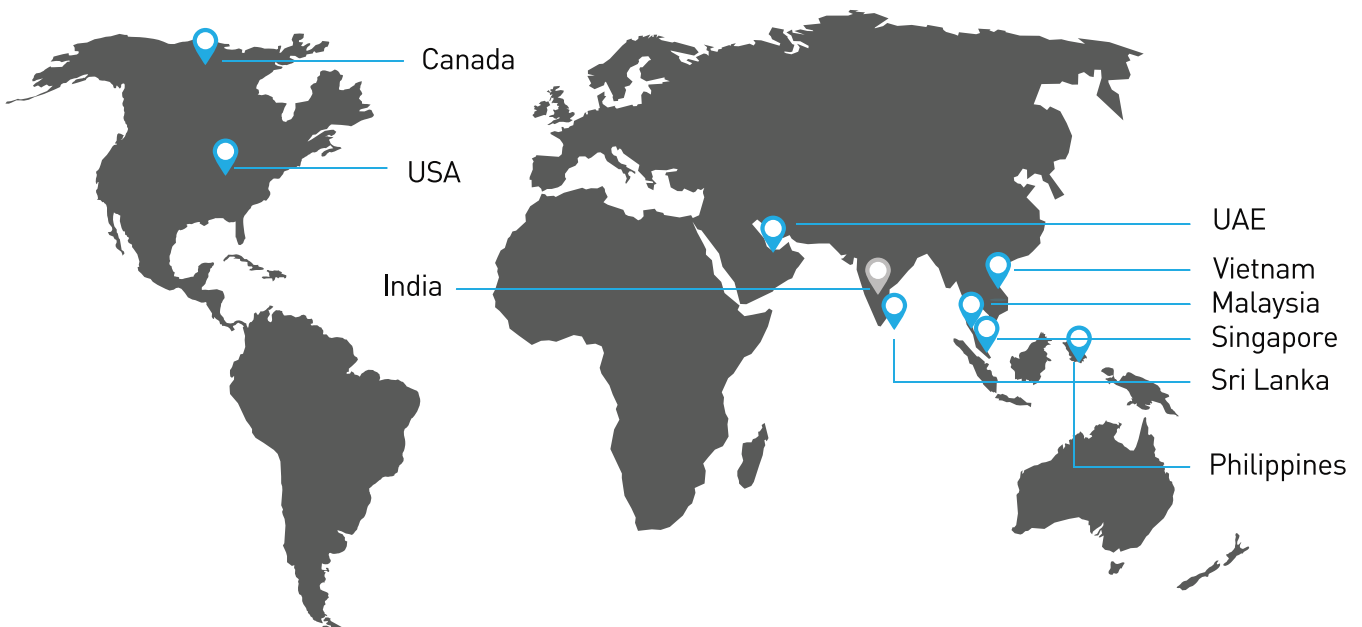 Canada
USA
India
UAE
Vietnam
Malaysia
Singapore
Sri Lanka
Philippines